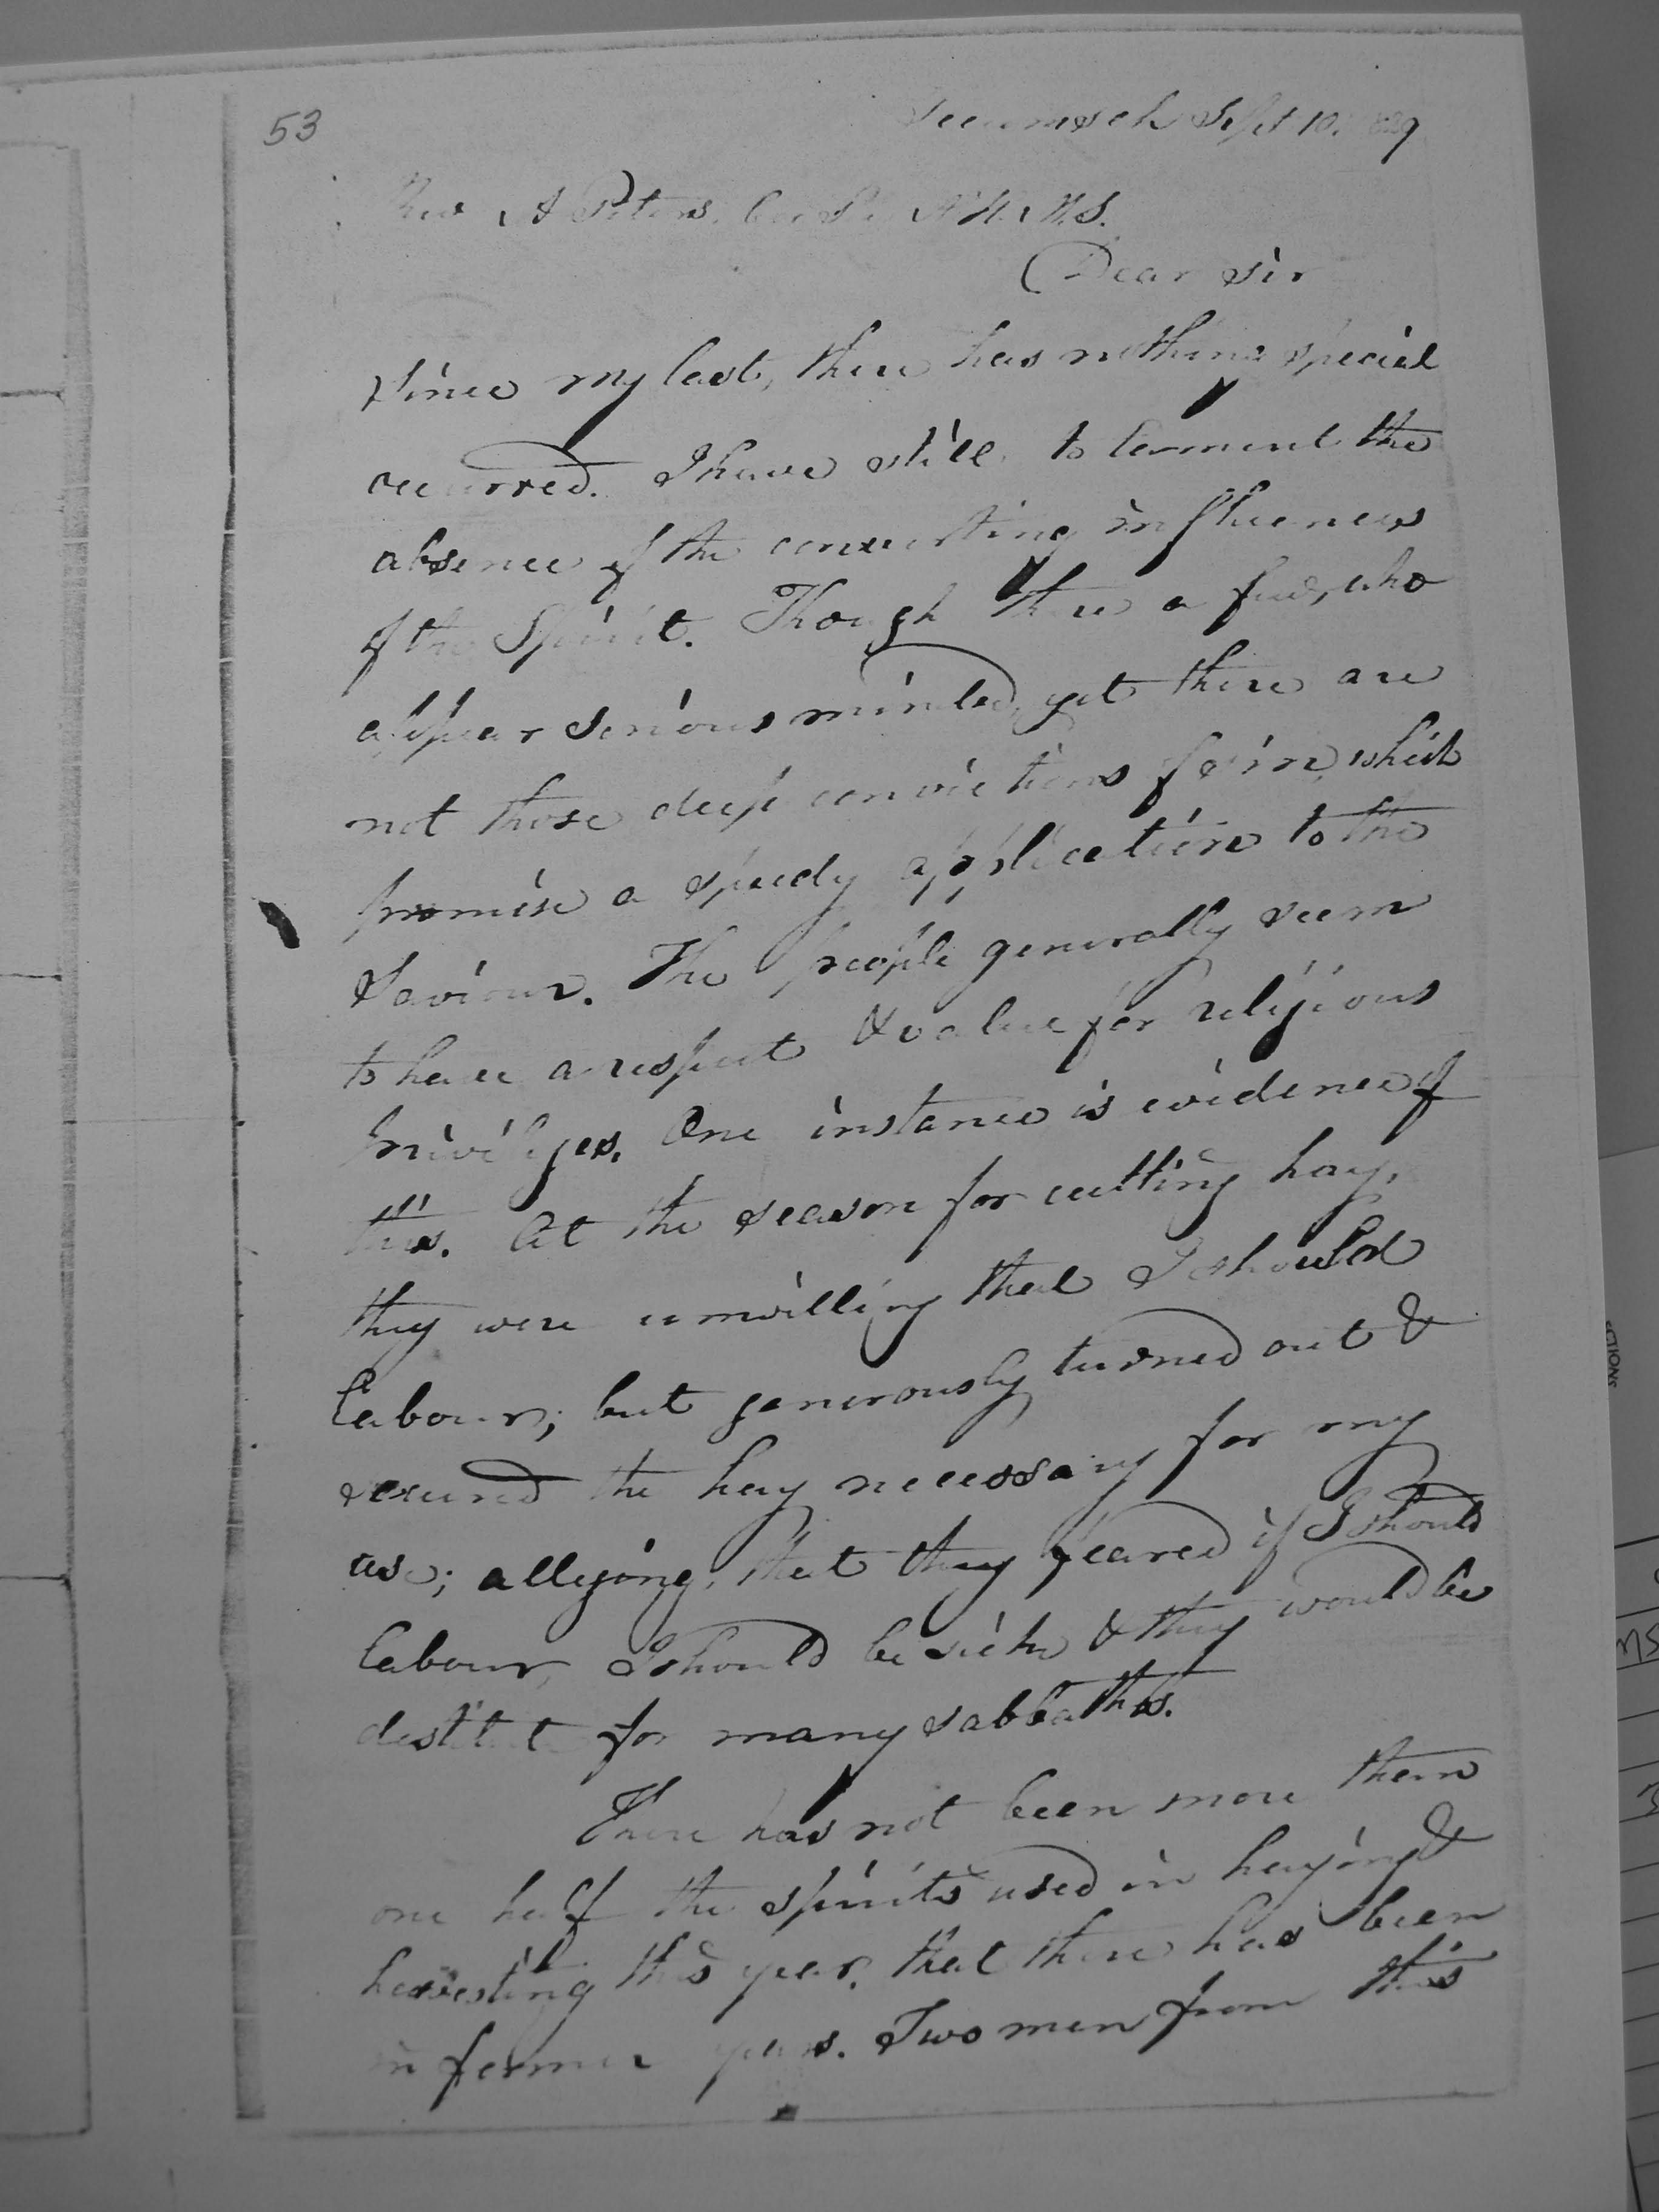 53
Tecumseh Sept 10. 1829
Rev A Peters. Cor Se A. H. M. S.
Dear Sir
Since my last, there has nothing special
occurred. I have still to lament the
absence of the converting influences
of the Spirit. Though there a few, who
appear serious minded, yet there are
not those deep convictions of sin, which
promise a speedy application to the
Saviour. The people generally seem
to have a respect & value for religious
privileges. One instance is evidence of
this. At the season for cutting hay,
they were unwilling that I should
labour; but generously turned out &
secured the hay necessary for my
use; alleging, that they feared if I should
labour, I should be sick & they would be
destitute for many sabbaths.
There has not been more than
one half the spirits used in haying &
harvesting this year, that there has been
in former years. Two men from this
CTIONS